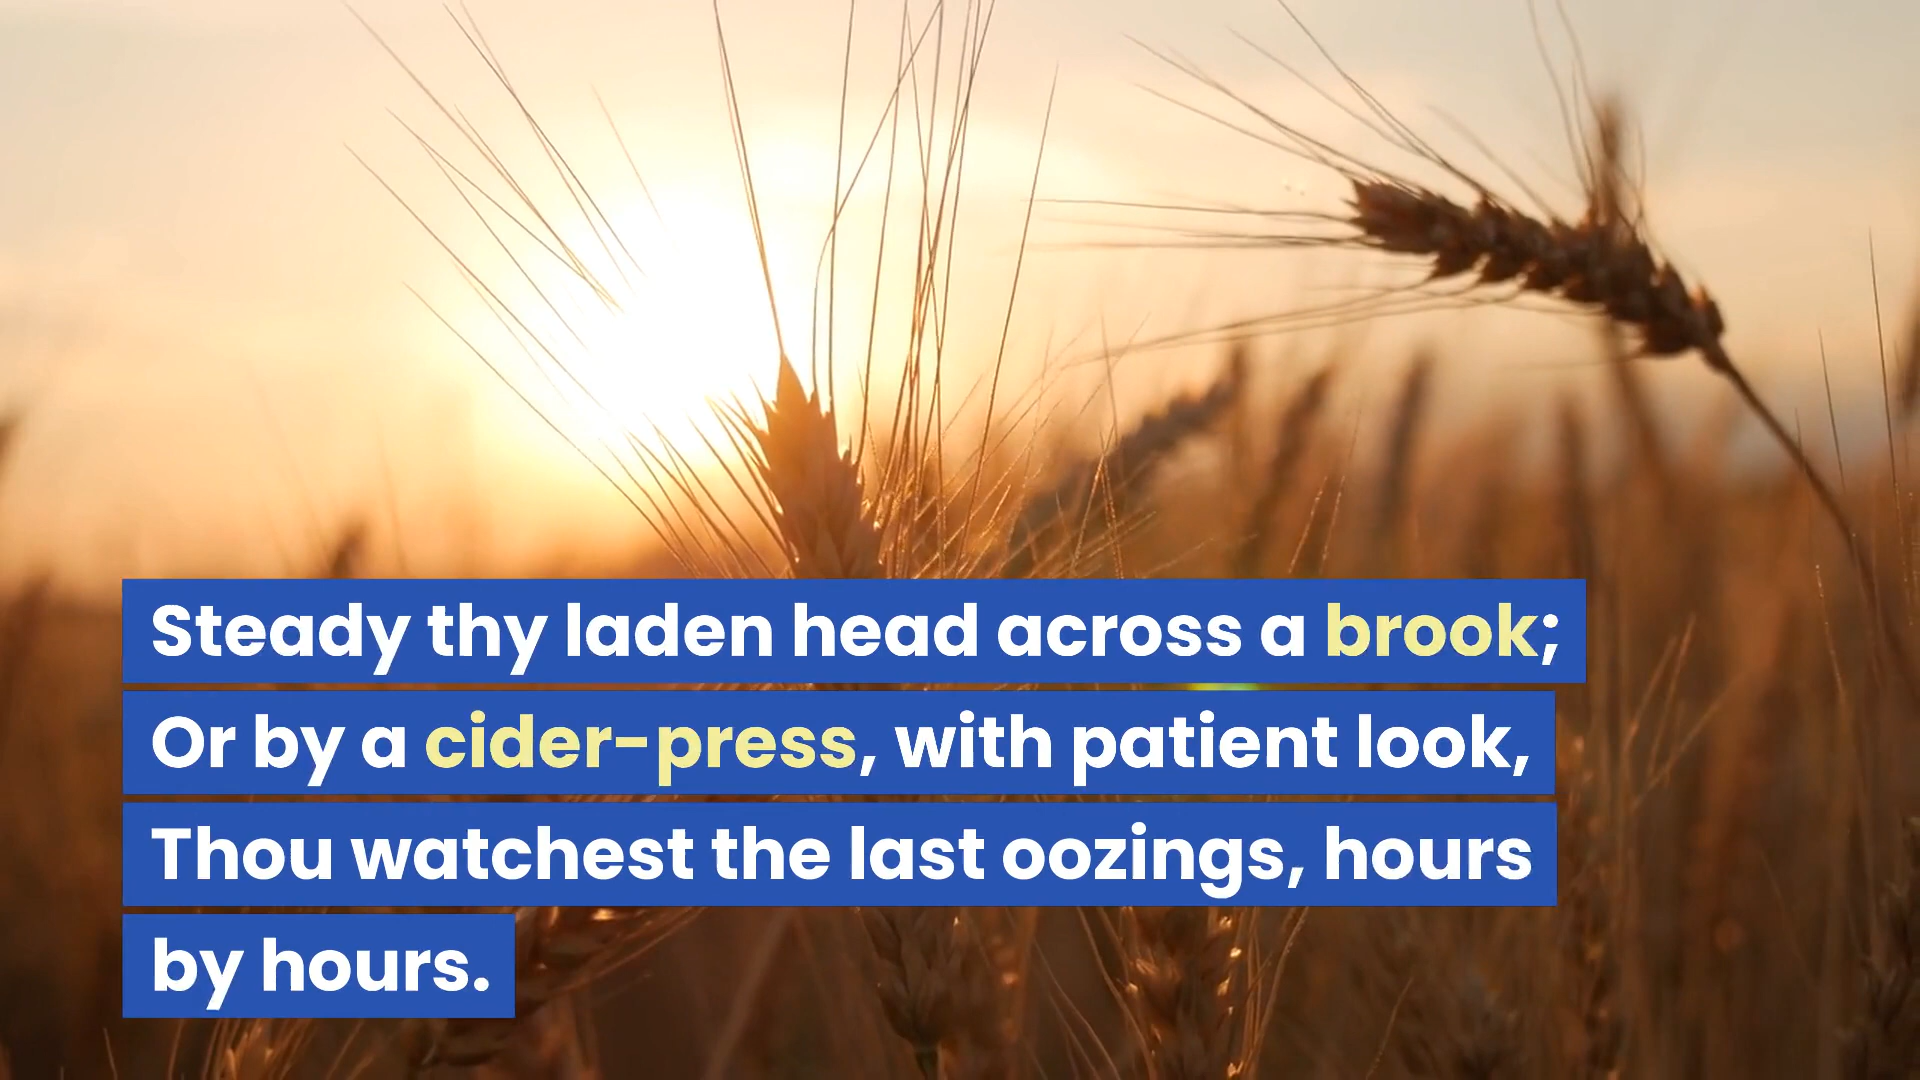 Steady thy laden head across a brook;
Or by a cider-press, with patient look,
Thou watchest the last oozings, hours
by hours.